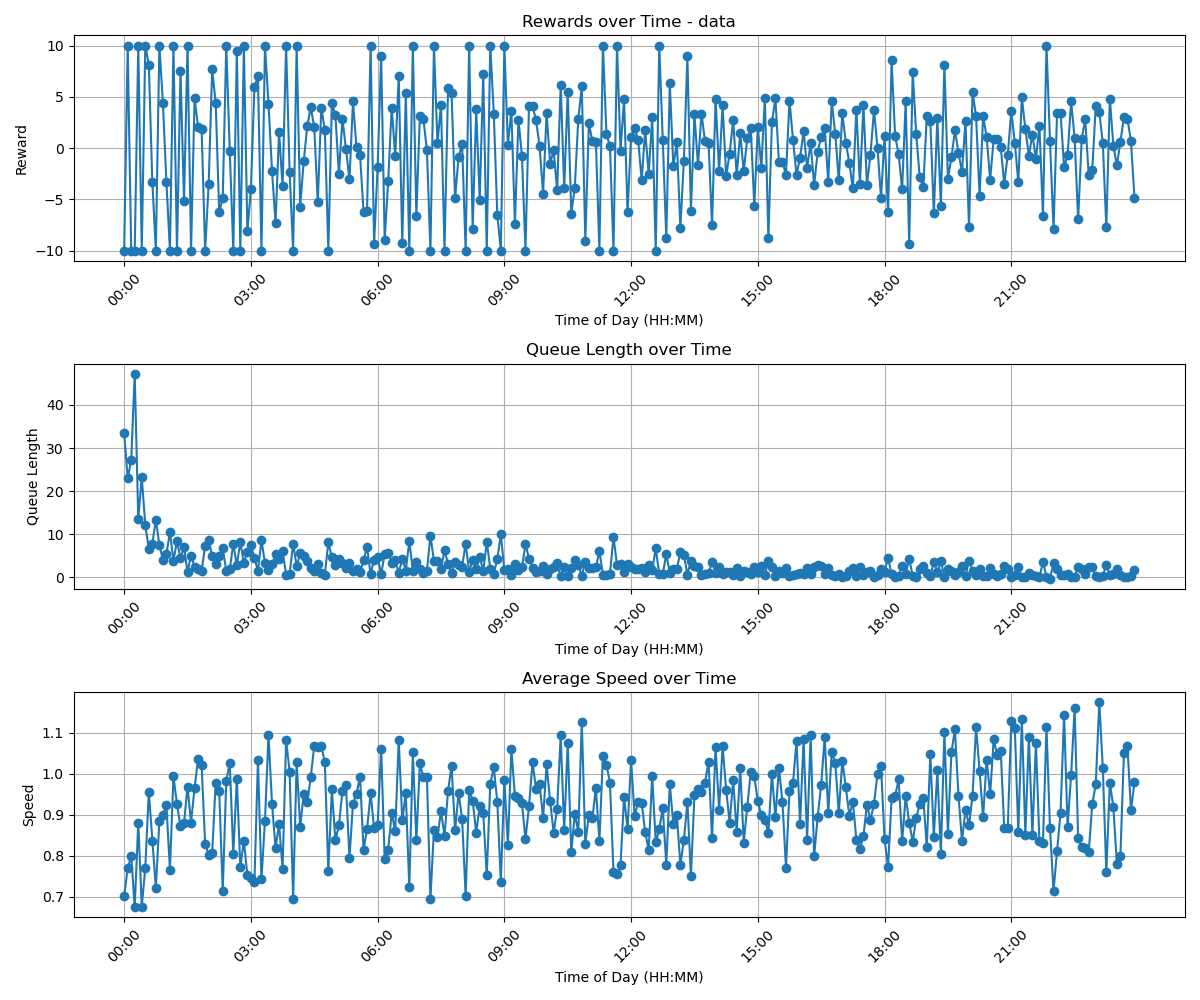 Rewards over Time - data
Reward
10
5
0
−5
−10
00:00 03:00 06:00 09:00 12:00 15:00 18:00 21:00
Time of Day (HH:MM)
Queue Length over Time
Queue Length
40
30
20
10
0
00:00 03:00 06:00 09:00 12:00 15:00 18:00 21:00
Time of Day (HH:MM)
Average Speed over Time
Speed
1.1
1.0
0.9
0.8
0.7
00:00 03:00 06:00 09:00 12:00 15:00 18:00 21:00
Time of Day (HH:MM)